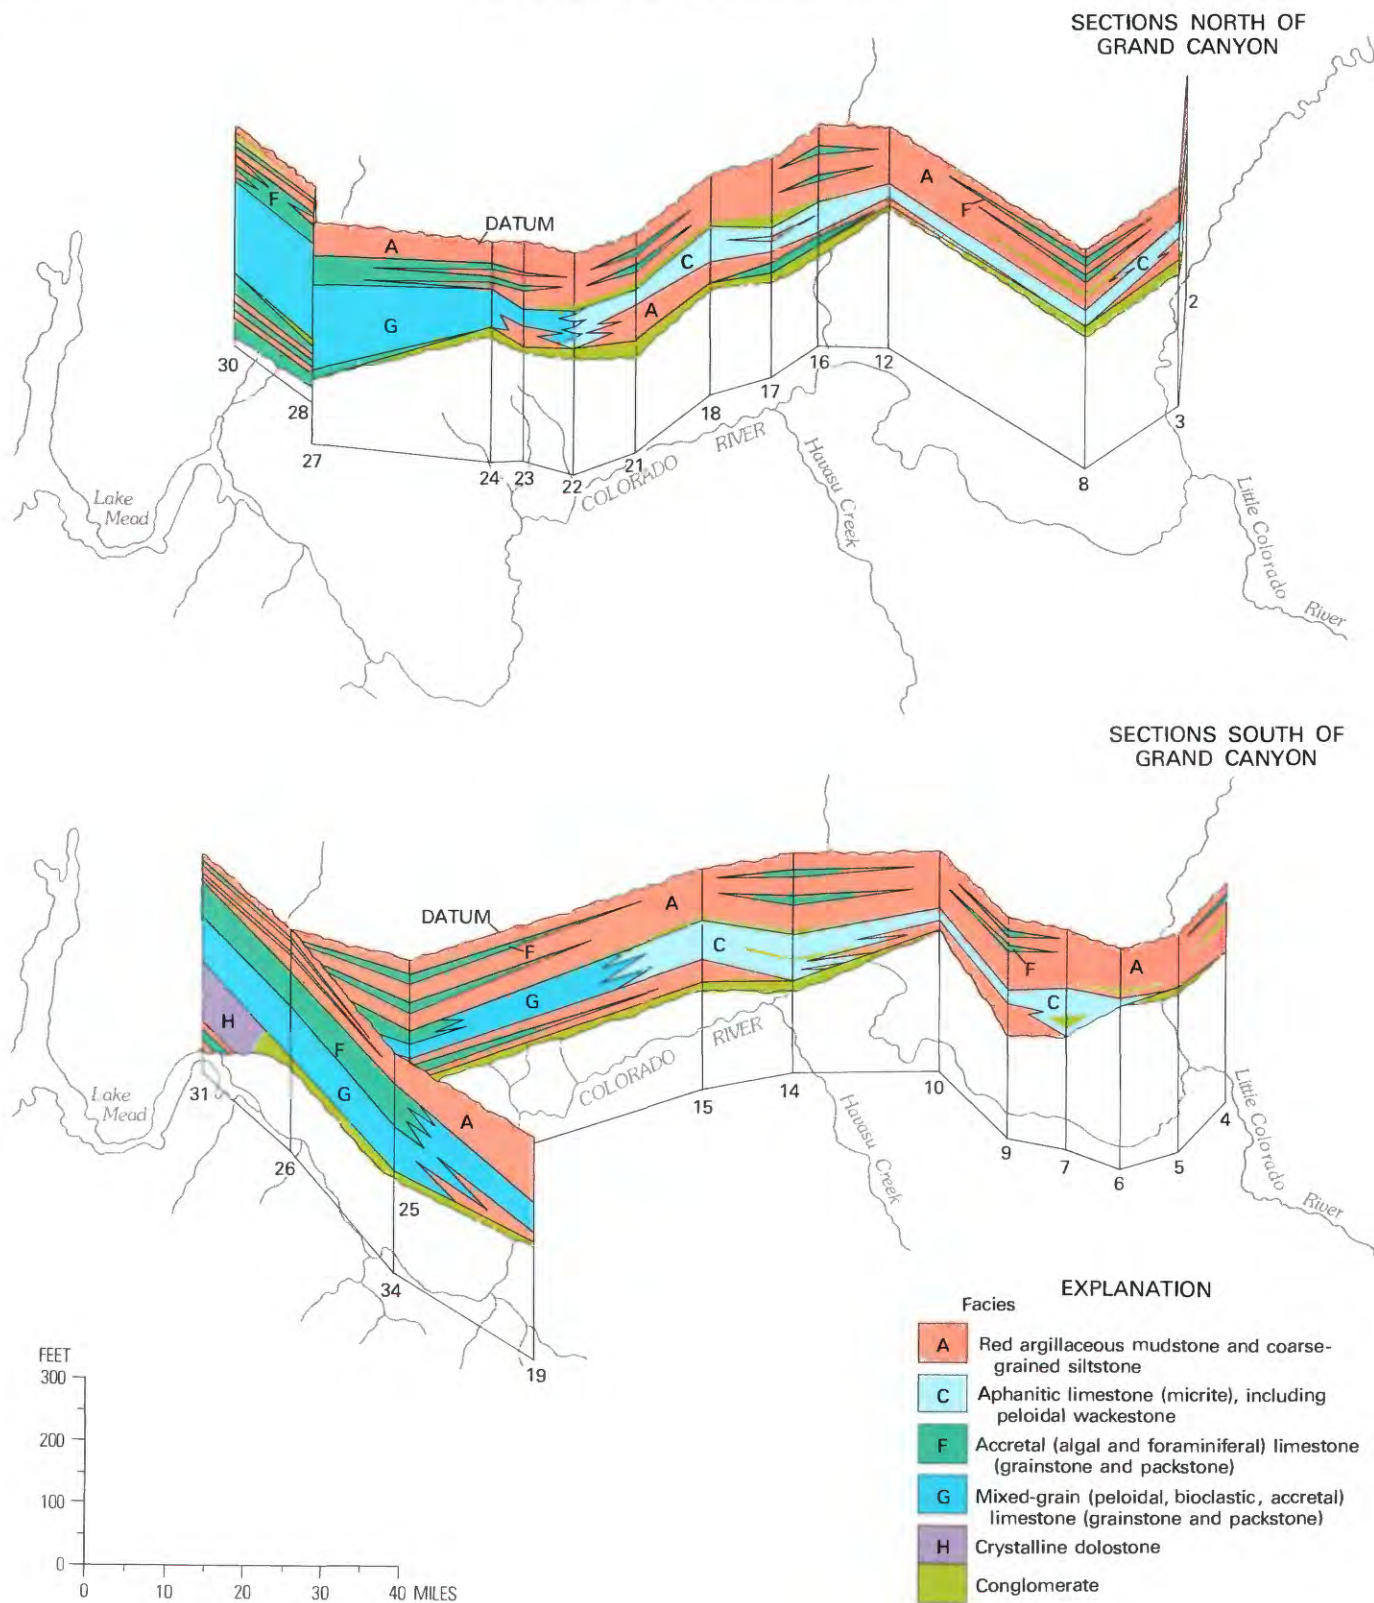 SECTIONS NORTH OF
GRAND CANYON
DATUM
A
F
G
C
A
A
F
C
30
28
27
24
23
22
21
18
17
16
12
8
3
2
Lake
Mead
COLORADO
RIVER
Havasu Creek
Little Colorado
River
SECTIONS SOUTH OF
GRAND CANYON
DATUM
A
F
C
G
H
F
G
A
F
C
A
31
26
25
34
19
15
14
10
9
7
6
5
4
Lake
Mead
COLORADO
RIVER
Havasu Creek
Little Colorado
River
FEET
300
200
100
0
0
10
20
30
40 MILES
EXPLANATION
Facies
A Red argillaceous mudstone and coarse-
grained siltstone
C Aphanitic limestone (micrite), including
peloidal wackestone
F Accretal (algal and foraminiferal) limestone
(grainstone and packstone)
G Mixed-grain (peloidal, bioclastic, accretal)
limestone (grainstone and packstone)
H Crystalline dolostone
Conglomerate